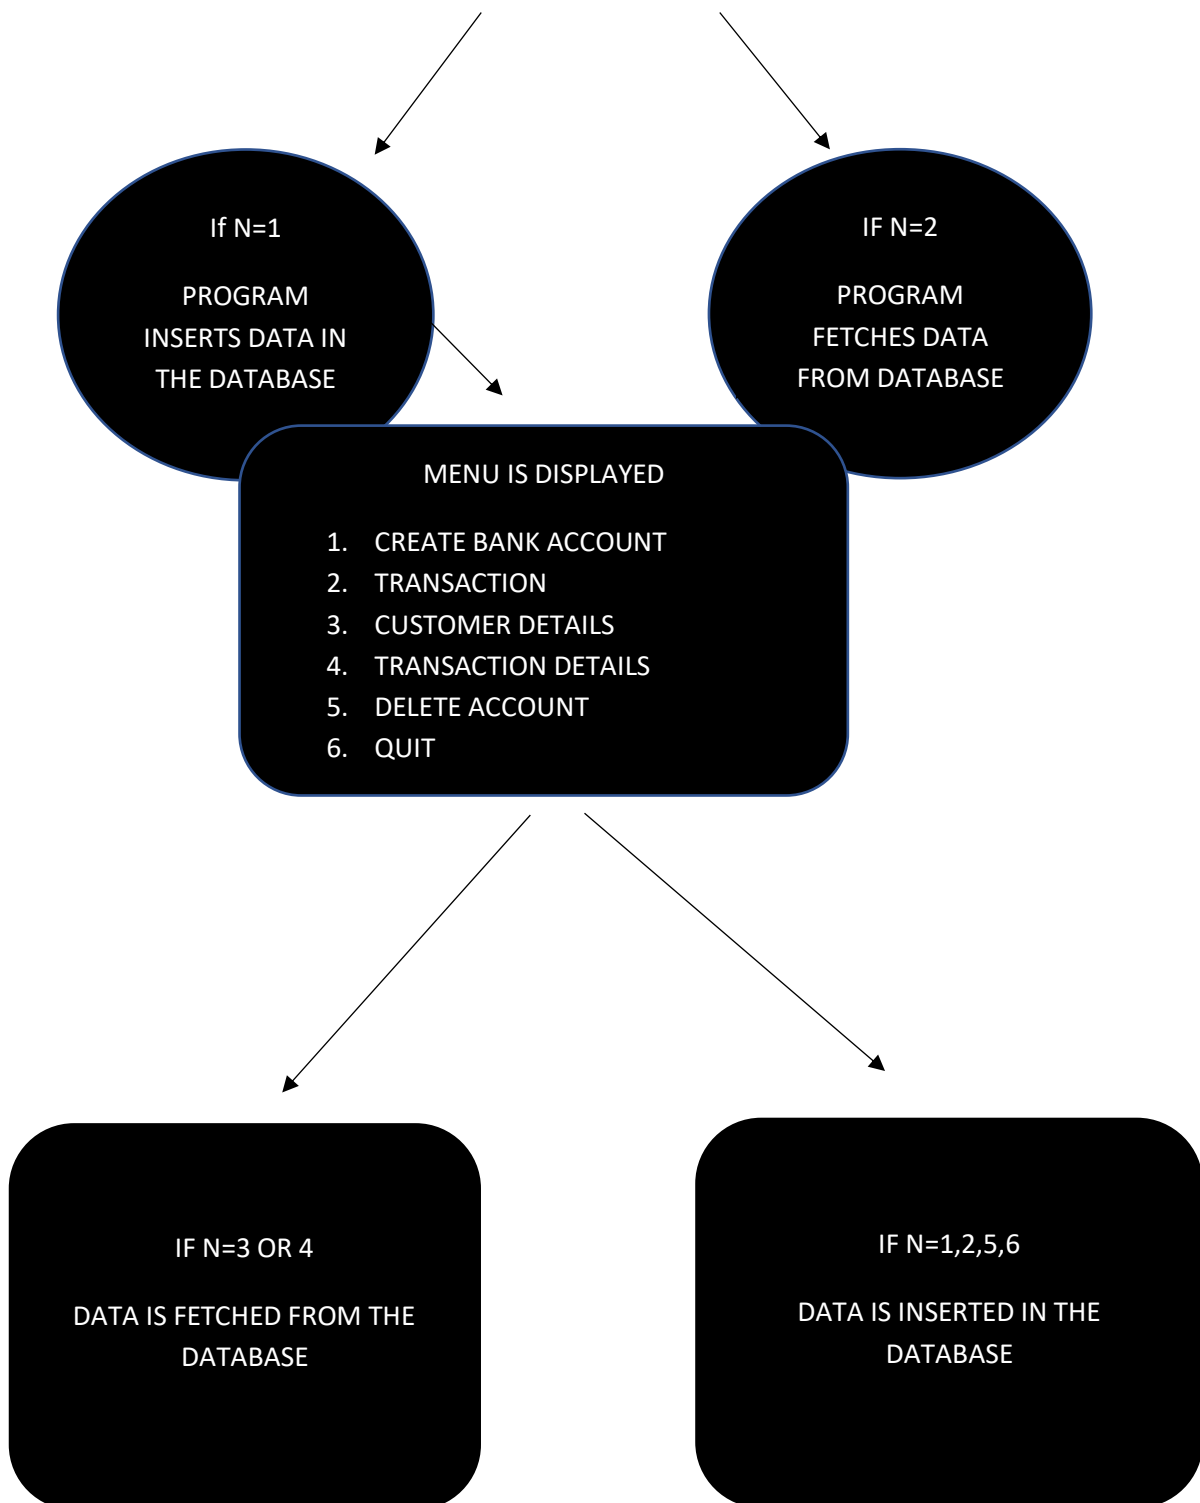 If N=1
PROGRAM
INSERTS DATA IN
THE DATABASE
IF N=2
PROGRAM
FETCHES DATA
FROM DATABASE
MENU IS DISPLAYED
1. CREATE BANK ACCOUNT
2. TRANSACTION
3. CUSTOMER DETAILS
4. TRANSACTION DETAILS
5. DELETE ACCOUNT
6. QUIT
IF N=3 OR 4
DATA IS FETCHED FROM THE
DATABASE
IF N=1,2,5,6
DATA IS INSERTED IN THE
DATABASE